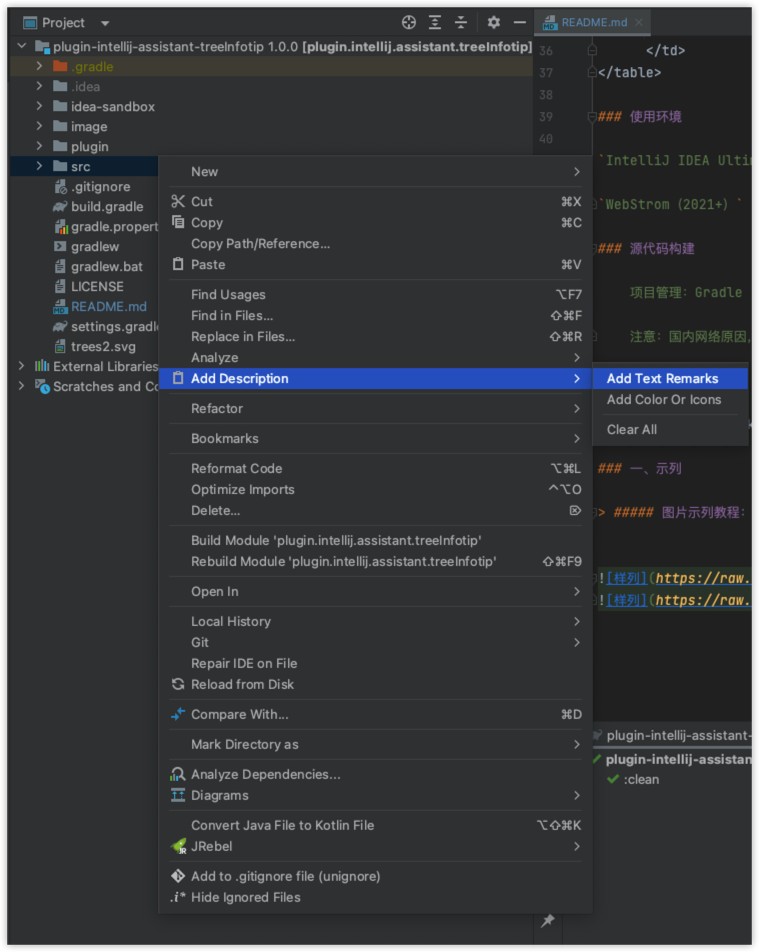 Project
README.md
plugin-intellij-assistant-treeInfotip 1.0.0 [plugin.intellij.assistant.treeInfotip]
.gradle
.idea
idea-sandbox
image
plugin
src
.gitignore
build.gradle
gradle.propert
gradlew
gradlew.bat
LICENSE
README.md
settings.gradl
trees2.svg
External Libraries
Scratches and Co
New
Cut ⌘X
Copy ⌘C
Copy Path/Reference...
Paste ⌘V
Find Usages ⌥F7
Find in Files... ⇧⌘F
Replace in Files... ⇧⌘R
Analyze
Add Description
Refactor
Bookmarks
Reformat Code ⌥⌘L
Optimize Imports ^⌥O
Delete... ⌦
Build Module 'plugin.intellij.assistant.treeInfotip'
Rebuild Module 'plugin.intellij.assistant.treeInfotip' ⇧⌘F9
Open In
Local History
Git
Repair IDE on File
Reload from Disk
Compare With... ⌘D
Mark Directory as
Analyze Dependencies...
Diagrams
Convert Java File to Kotlin File ⌥⇧⌘K
JRebel
Add to .gitignore file (unignore)
Hide Ignored Files
Add Text Remarks
Add Color Or Icons
Clear All
36 </td>
37 </table>
38
39 ### 使用环境
40
`IntelliJ IDEA Ulti
`WebStrom (2021+) `
### 源代码构建
项目管理: Gradle
注意: 国内网络原因,
### 一、示列
> ##### 图片示列教程:
![样列](https://raw.
![样列](https://raw.
plugin-intellij-assistant-
plugin-intellij-assistan
:clean